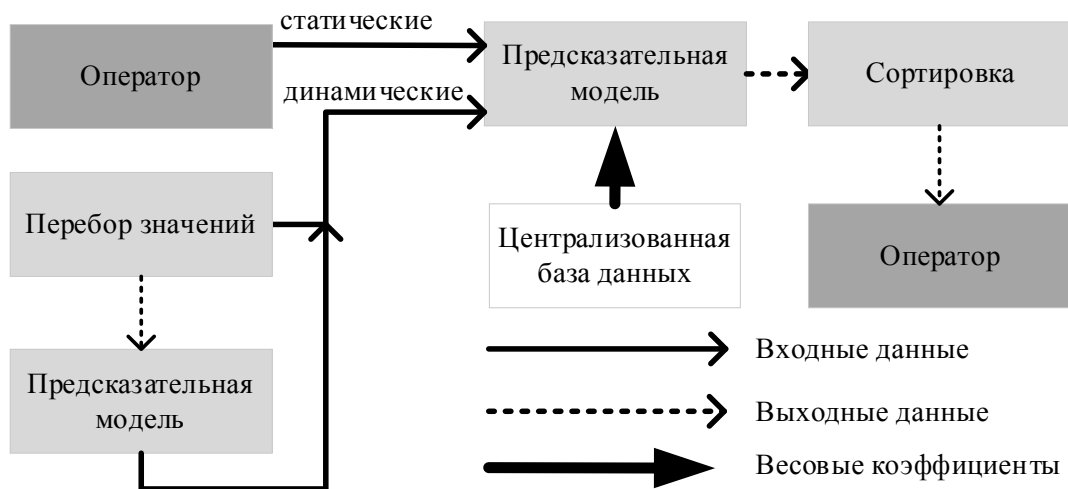 статические
Оператор
динамические
Предсказательная
модель
Сортировка
Перебор значений
Централизованная
база данных
Оператор
Предсказательная
модель
Входные данные
Выходные данные
Весовые коэффициенты